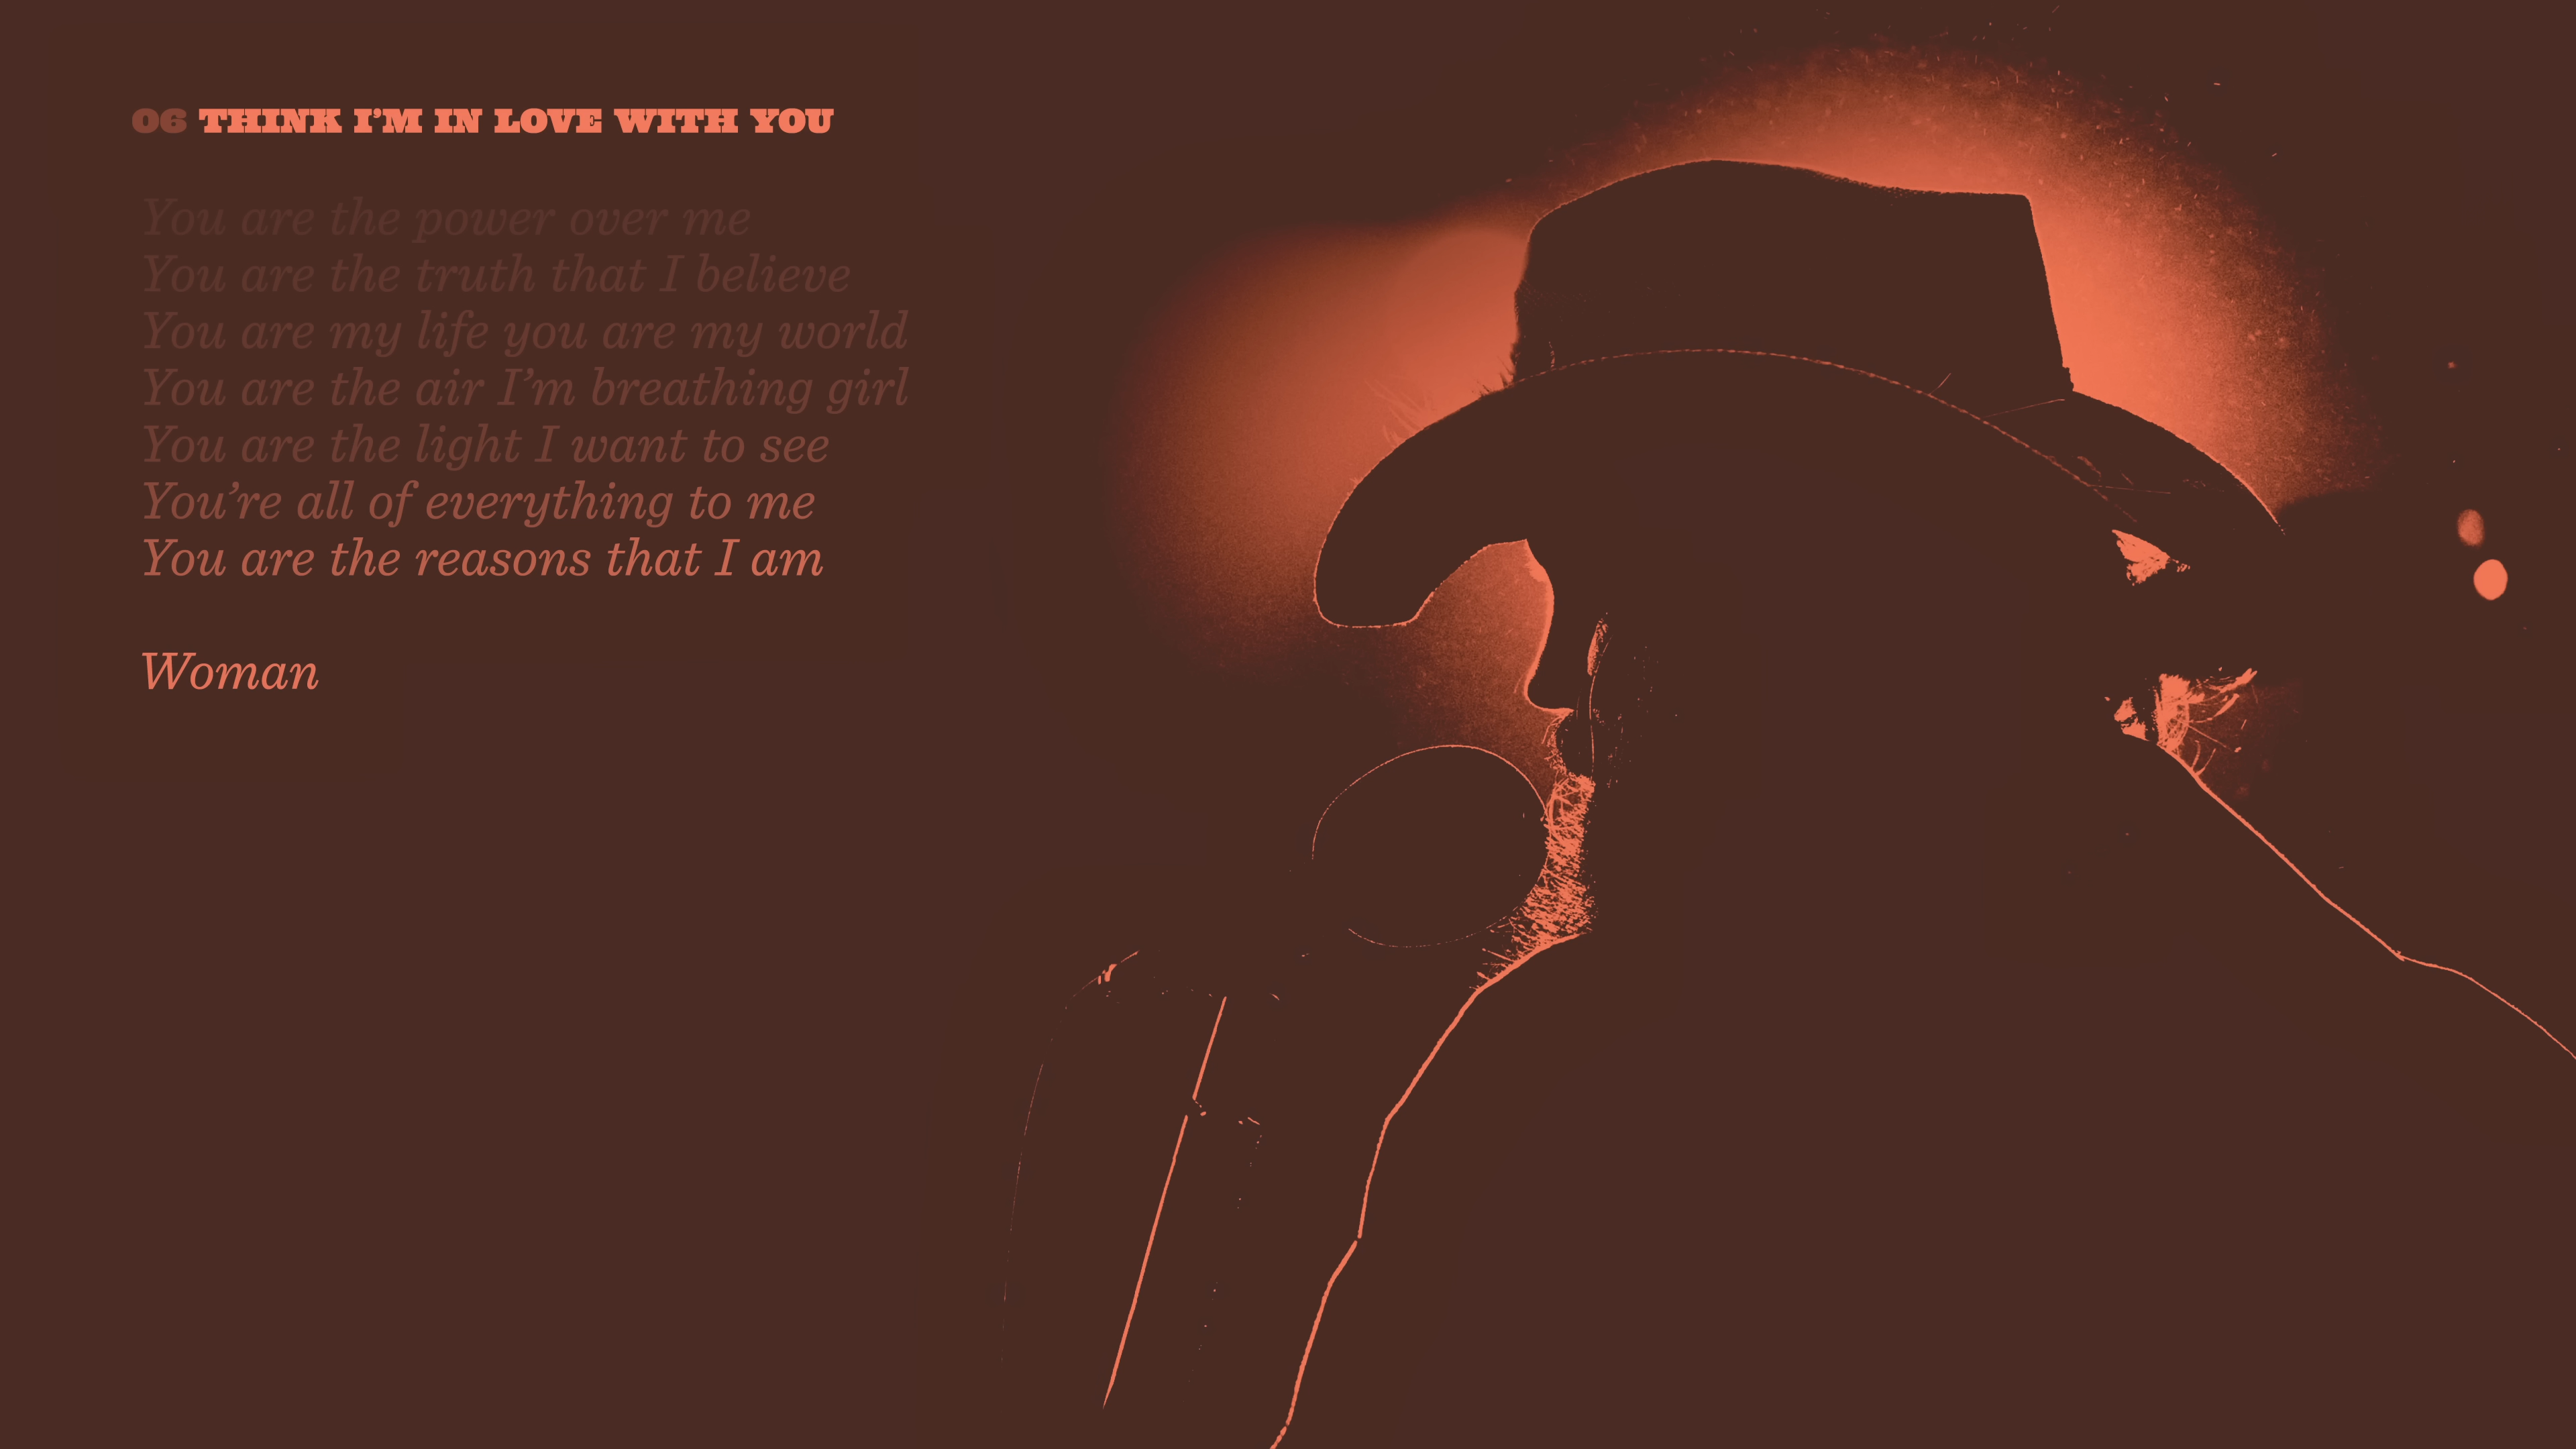 06 THINK I'M IN LOVE WITH YOU
You are the power over me
You are the truth that I believe
You are my life you are my world
You are the air I'm breathing girl
You are the light I want to see
You're all of everything to me
You are the reasons that I am
Woman